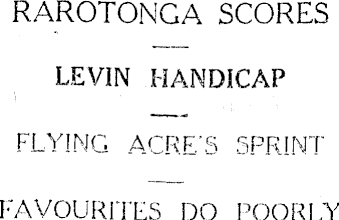 RAROTONGA SCORES
LEVIN HANDICAP
FLYING ACRE'S SPRINT
FAVOURITES DO POORLY